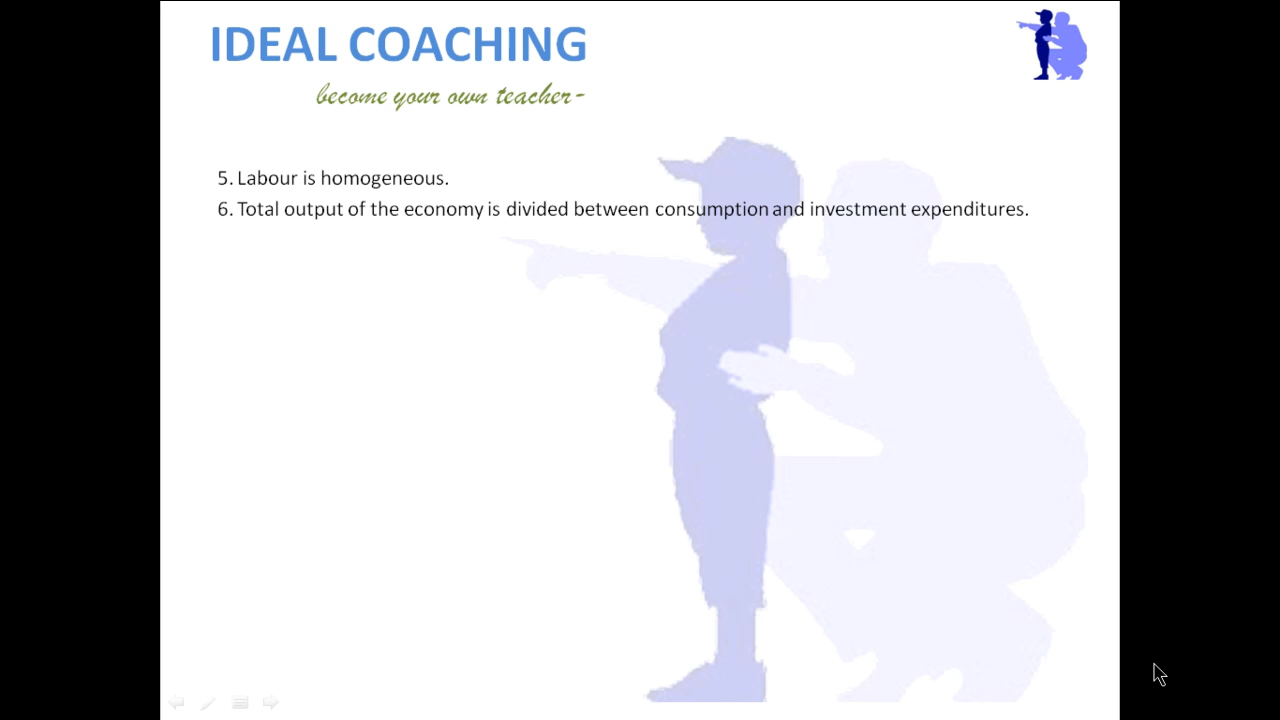 IDEAL COACHING
become your own teacher-
5. Labour is homogeneous.
6. Total output of the economy is divided between consumption and investment expenditures.